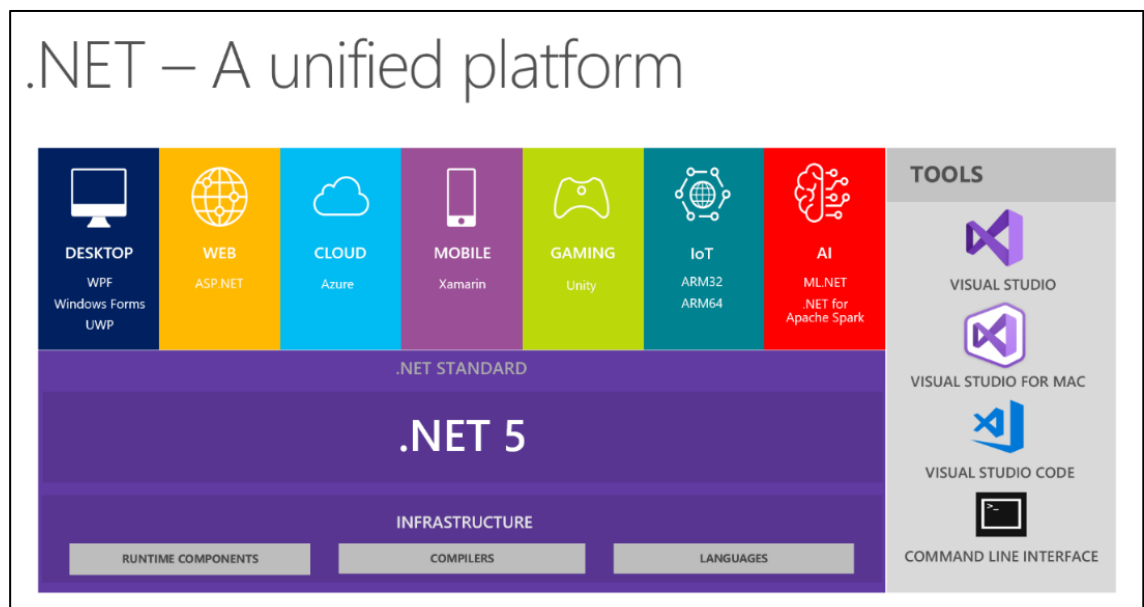 .NET – A unified platform
DESKTOP
WPF
Windows Forms
UWP
WEB
ASP.NET
CLOUD
Azure
MOBILE
Xamarin
GAMING
Unity
IoT
ARM32
ARM64
AI
ML.NET
.NET for
Apache Spark
.NET STANDARD
.NET 5
INFRASTRUCTURE
RUNTIME COMPONENTS
COMPILERS
LANGUAGES
TOOLS
VISUAL STUDIO
VISUAL STUDIO FOR MAC
VISUAL STUDIO CODE
>_
COMMAND LINE INTERFACE